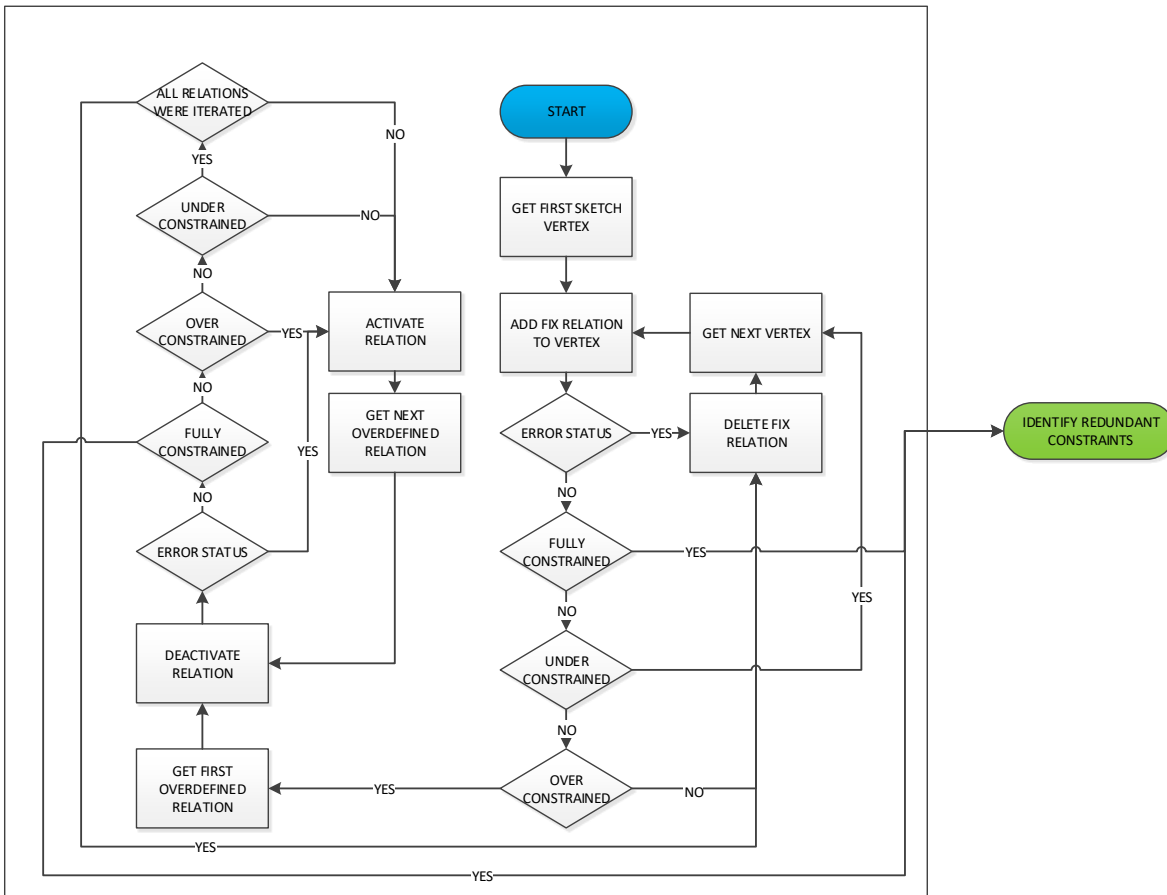 ALL RELATIONS
WERE ITERATED
NO
YES
UNDER
CONSTRAINED
NO
NO
OVER
CONSTRAINED
YES
NO
FULLY
CONSTRAINED
YES
NO
ERROR STATUS
DEACTIVATE
RELATION
GET FIRST
OVERDEFINED
RELATION
ACTIVATE
RELATION
GET NEXT
OVERDEFINED
RELATION
START
GET FIRST SKETCH
VERTEX
ADD FIX RELATION
TO VERTEX
GET NEXT VERTEX
ERROR STATUS
YES
DELETE FIX
RELATION
NO
FULLY
CONSTRAINED
YES
NO
YES
UNDER
CONSTRAINED
NO
OVER
CONSTRAINED
YES
NO
YES
YES
IDENTIFY REDUNDANT
CONSTRAINTS